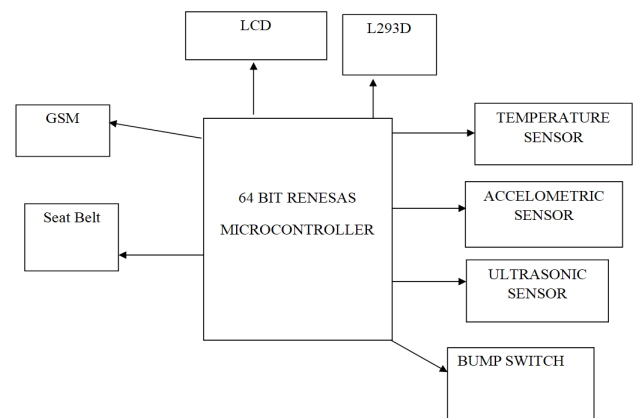 LCD
L293D
GSM
TEMPERATURE
SENSOR
64 BIT RENESAS
MICROCONTROLLER
ACCELOMETRIC
SENSOR
Seat Belt
ULTRASONIC
SENSOR
BUMP SWITCH